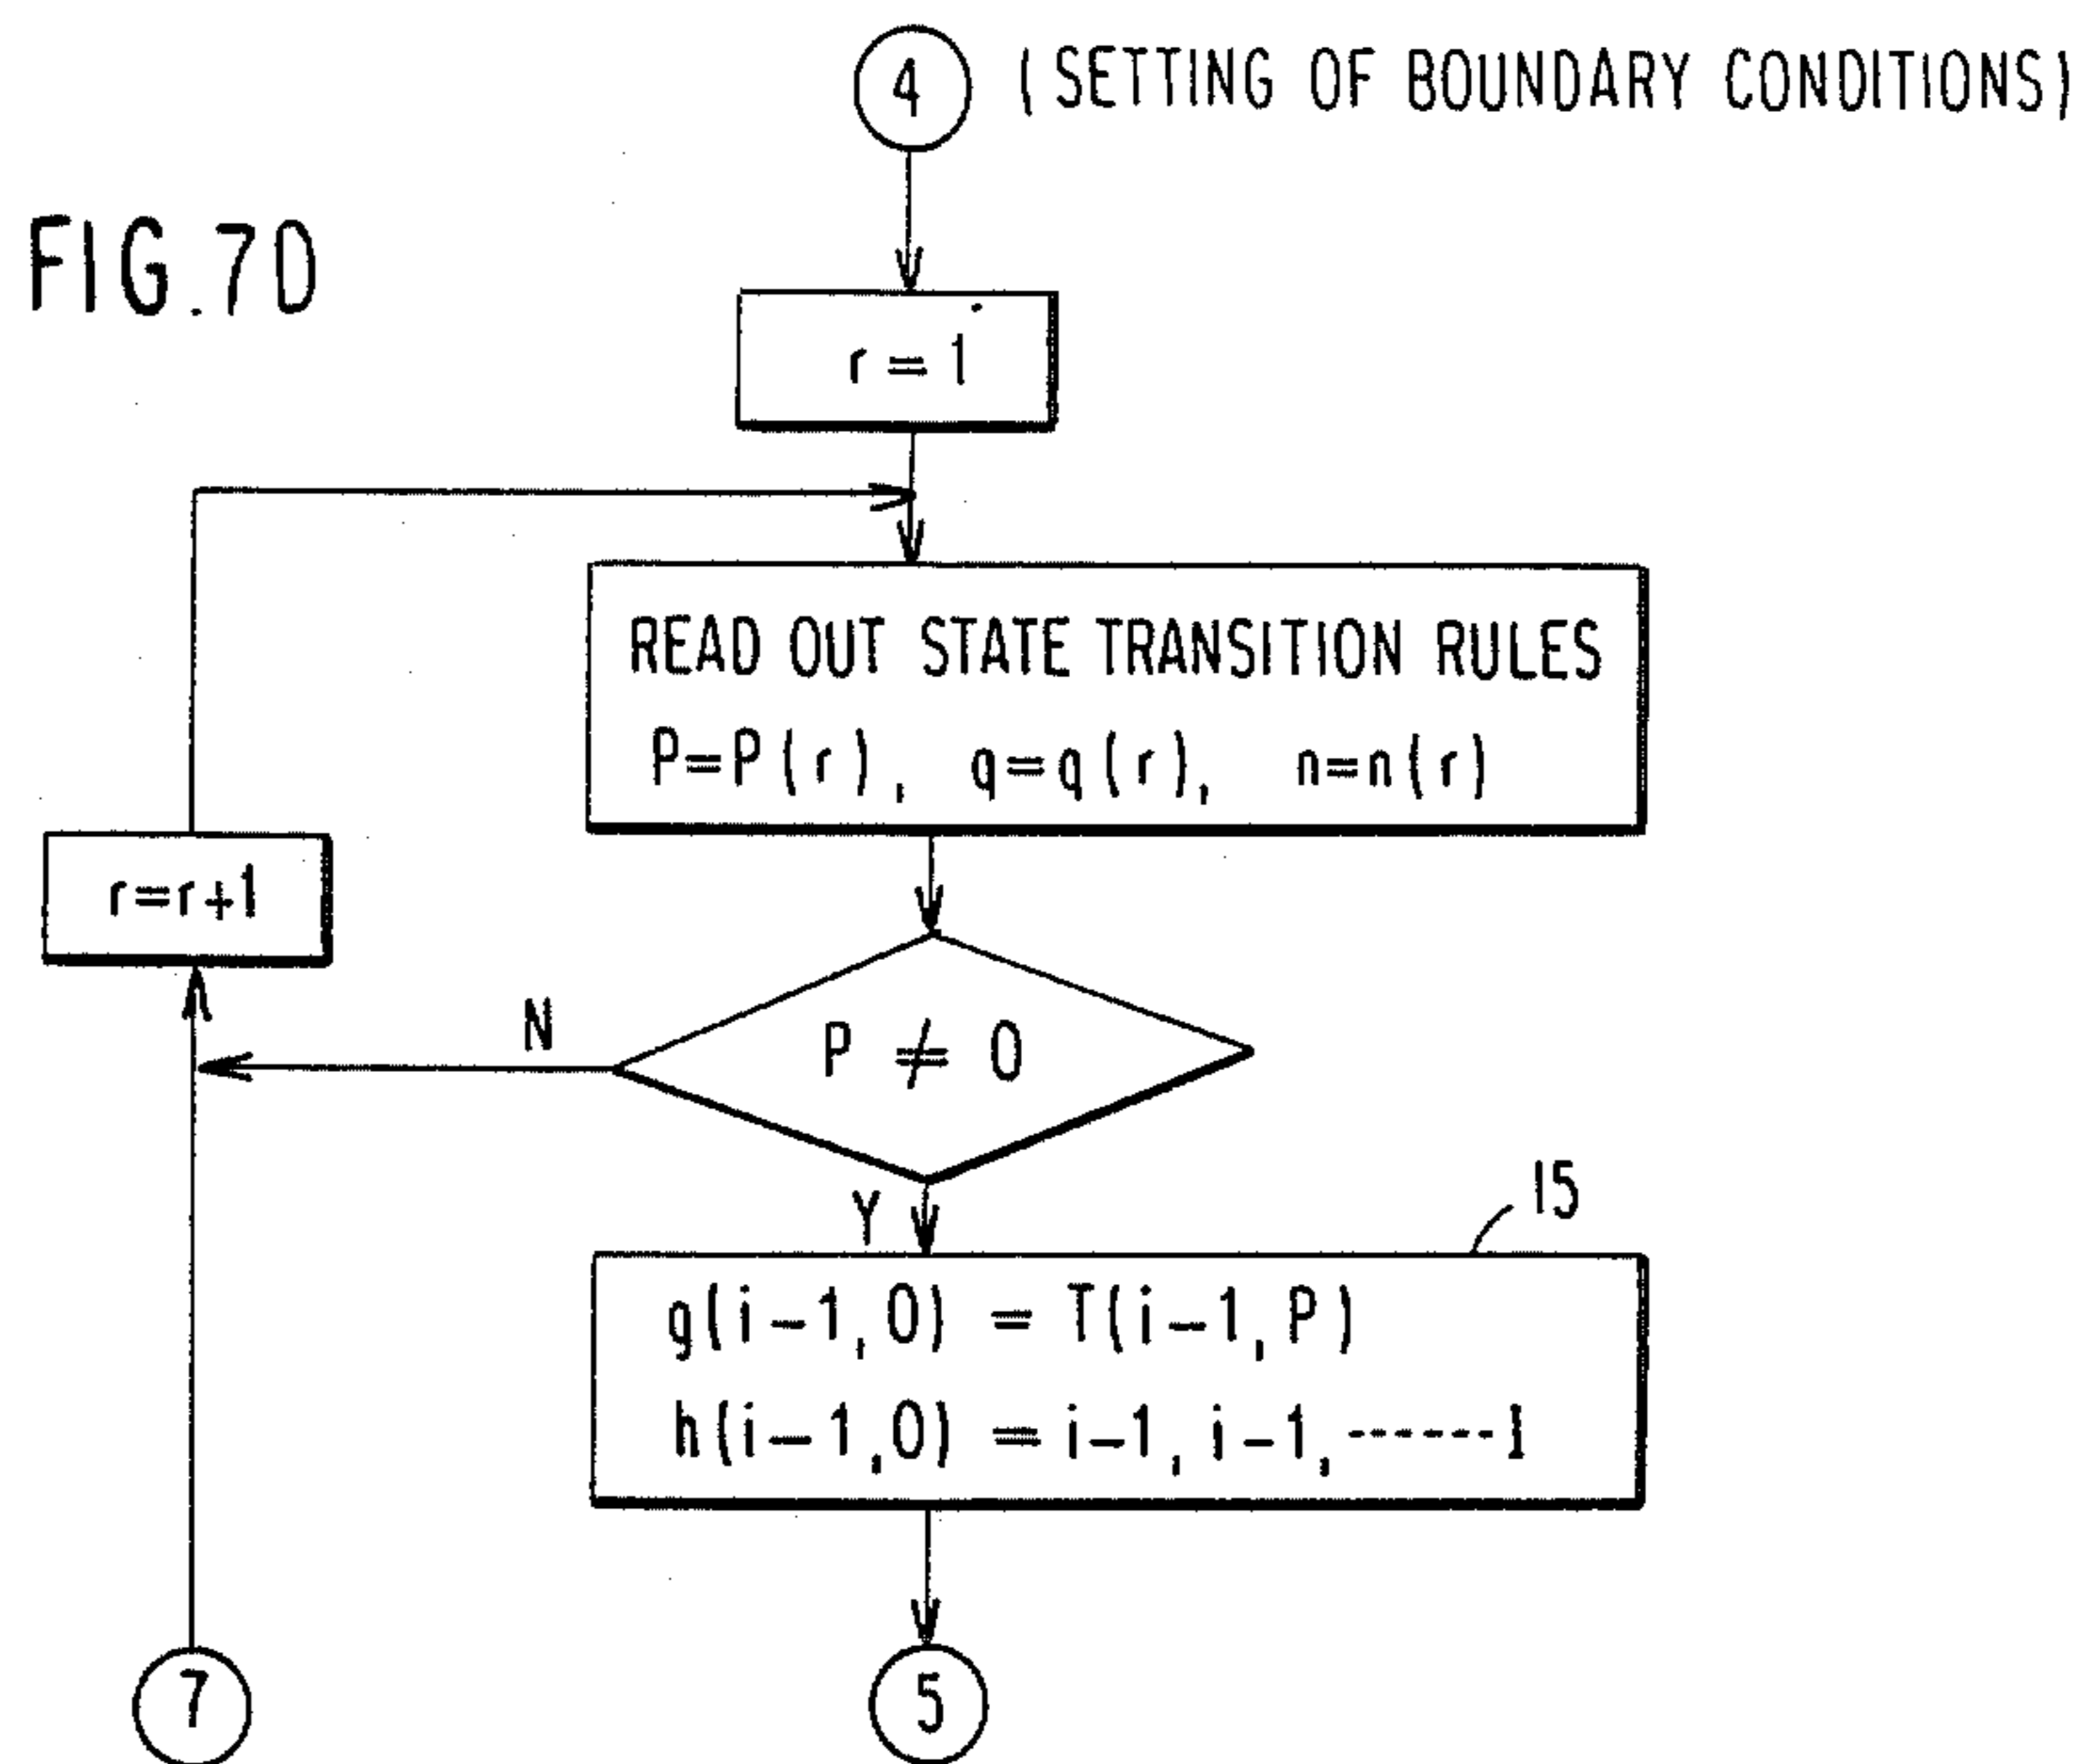 4 (SETTING OF BOUNDARY CONDITIONS)
FIG.7D
r = 1
READ OUT STATE TRANSITION RULES
P=P(r), q=q(r), n=n(r)
r=r+1
N
P ≠ 0
Y
15
g(i-1,0) = T(i-1,P)
h(i-1,0) = i-1, i-1, ------1
7
5